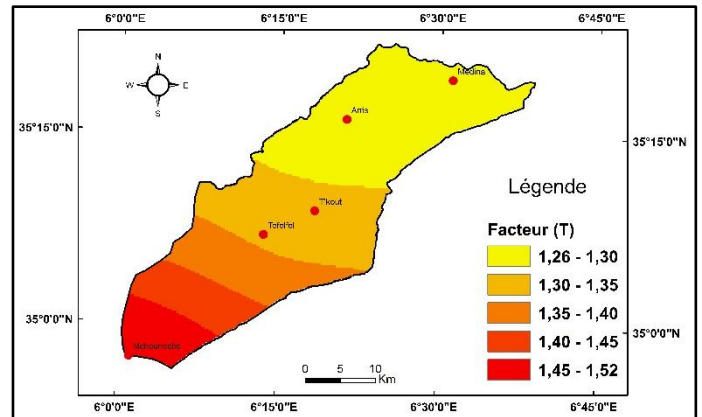 6°0'0"E 6°15'0"E 6°30'0"E 6°45'0"E
N
W E
S
Medina
Arris
35°15'0"N 35°15'0"N
T'kout
Tefelfel
Légende
Facteur (T)
1,26 - 1,30
1,30 - 1,35
1,35 - 1,40
1,40 - 1,45
1,45 - 1,52
35°0'0"N 35°0'0"N
Mchouneche
0 5 10
Km
6°0'0"E 6°15'0"E 6°30'0"E 6°45'0"E